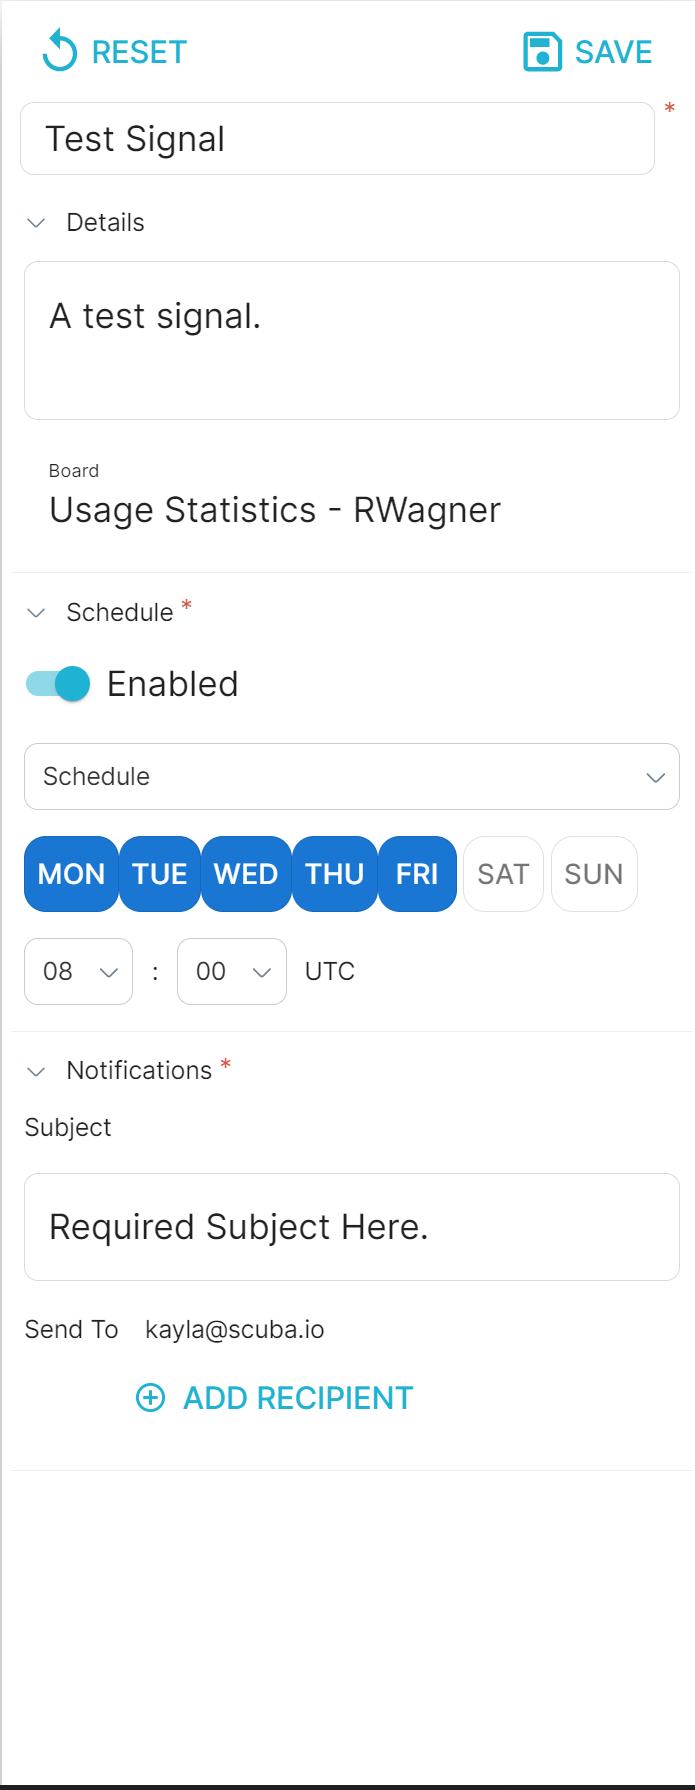 RESET SAVE
Test Signal *
Details
A test signal.
Board
Usage Statistics - RWagner
Schedule *
Enabled
Schedule
MON TUE WED THU FRI SAT SUN
08 : 00 UTC
Notifications *
Subject
Required Subject Here.
Send To kayla@scuba.io
ADD RECIPIENT